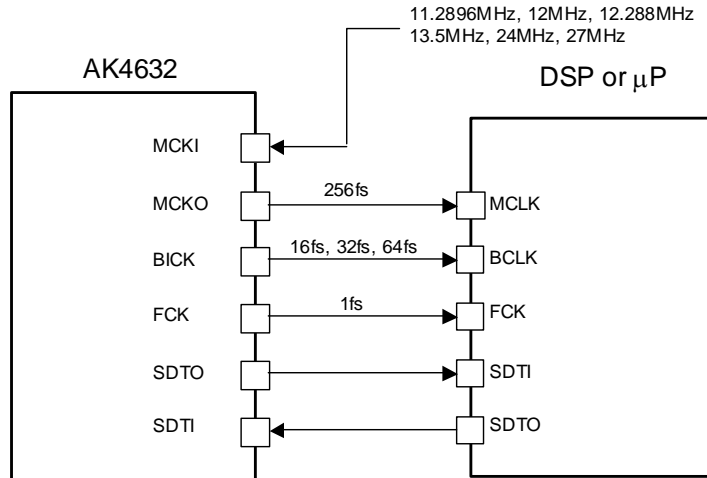 11.2896MHz, 12MHz, 12.288MHz
13.5MHz, 24MHz, 27MHz
AK4632
DSP or μP
MCKI
MCKO
256fs
MCLK
BICK
16fs, 32fs, 64fs
BCLK
FCK
1fs
FCK
SDTO
SDTI
SDTI
SDTO